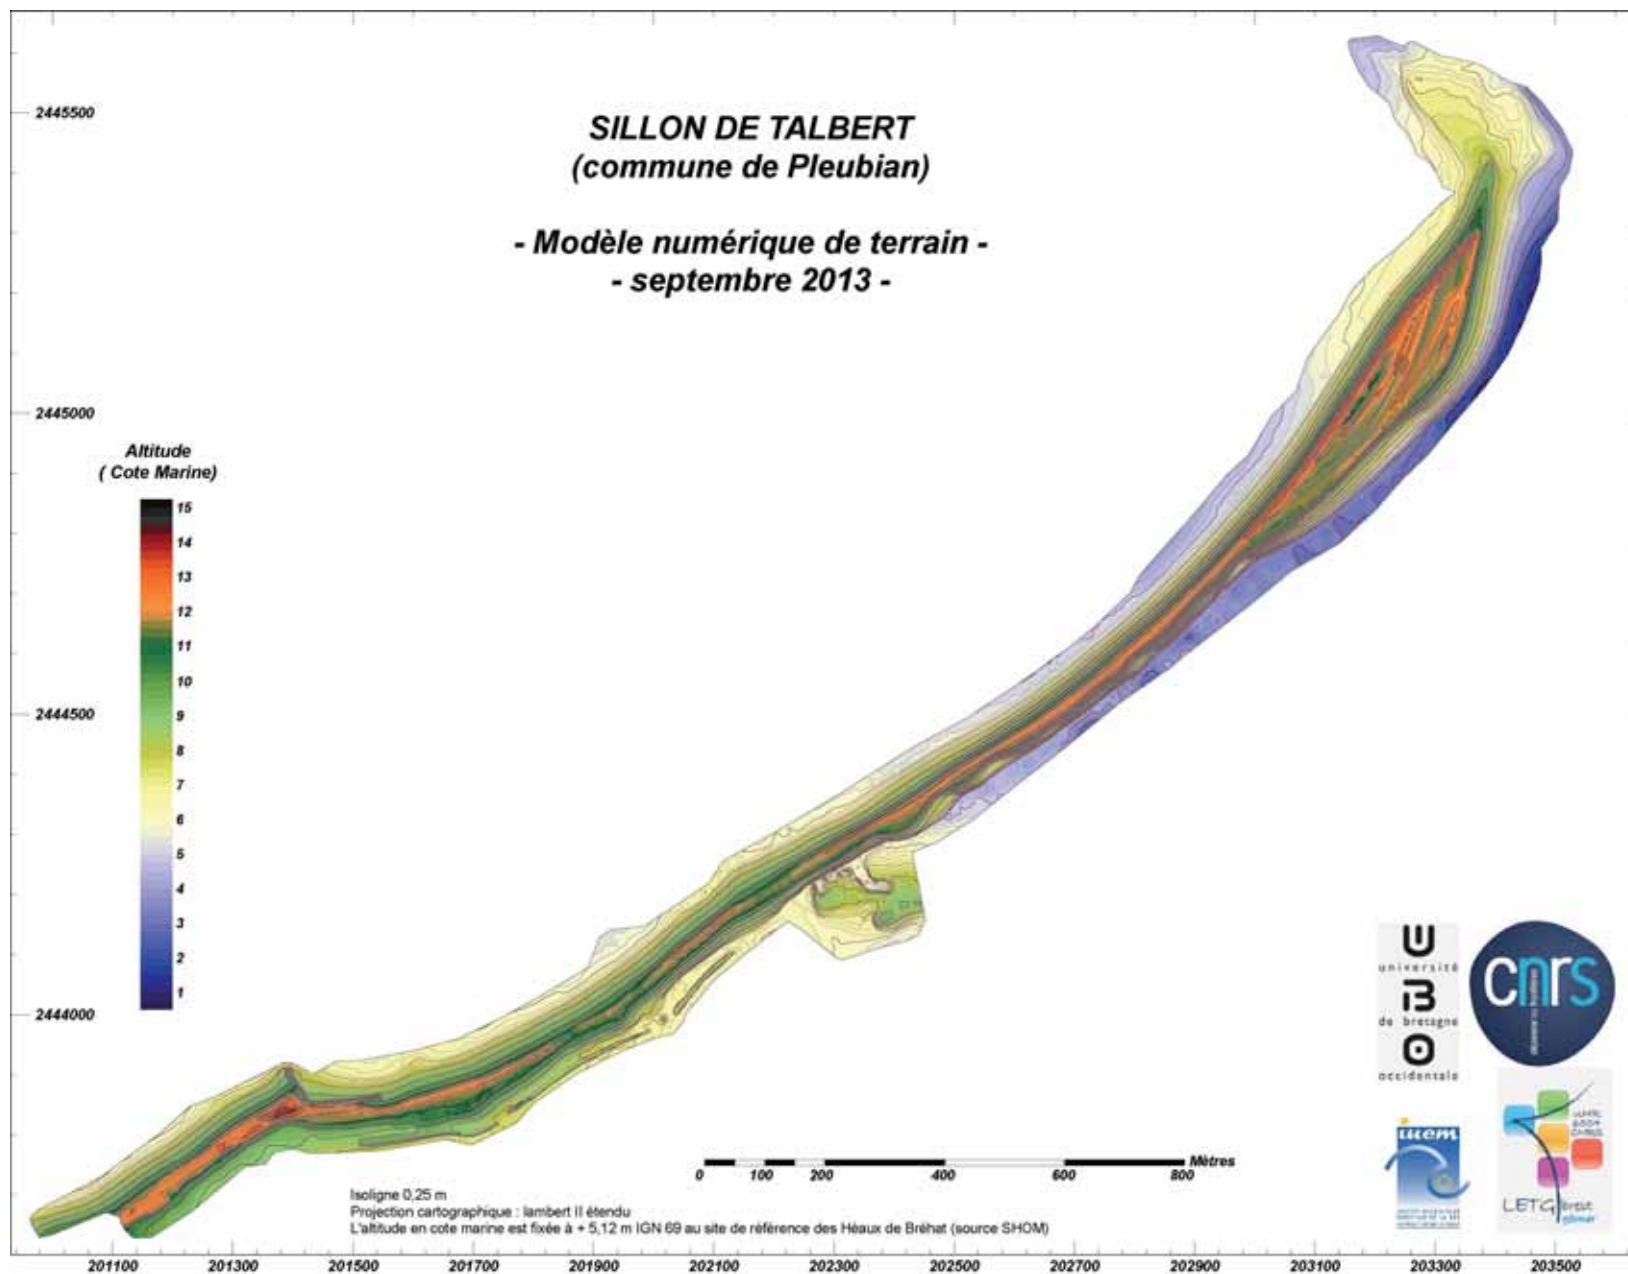 SILLON DE TALBERT
(commune de Pleubian)
- Modèle numérique de terrain -
- septembre 2013 -
2445500
2445000
2444500
2444000
Altitude
( Cote Marine)
15
14
13
12
11
10
9
8
7
6
5
4
3
2
1
0 100 200 400 600 800 Mètres
Isoligne 0,25 m
Projection cartographique : lambert II étendu
L'altitude en cote marine est fixée à + 5,12 m IGN 69 au site de référence des Héaux de Bréhat (source SHOM)
201100 201300 201500 201700 201900 202100 202300 202500 202700 202900 203100 203300 203500
U
université
B
de bretagne
O
occidentale
cnrs
iuem
LETG brest